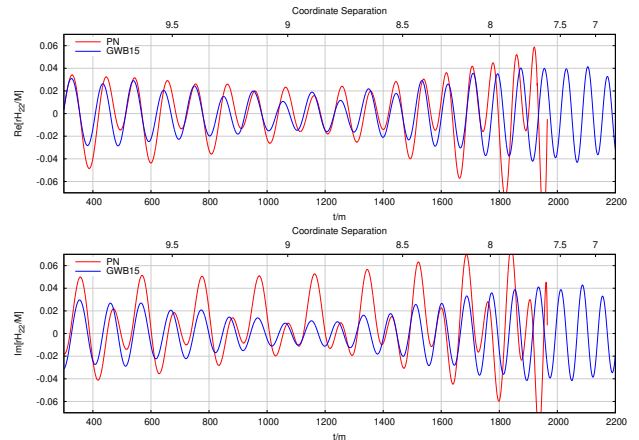 Coordinate Separation
9.5 9 8.5 8 7.5 7
PN
GWB15
0.06
0.04
0.02
0
-0.02
-0.04
-0.06
Re[rH22/M]
400 600 800 1000 1200 1400 1600 1800 2000 2200
t/m
Coordinate Separation
9.5 9 8.5 8 7.5 7
PN
GWB15
0.06
0.04
0.02
0
-0.02
-0.04
-0.06
Im[rH22/M]
400 600 800 1000 1200 1400 1600 1800 2000 2200
t/m